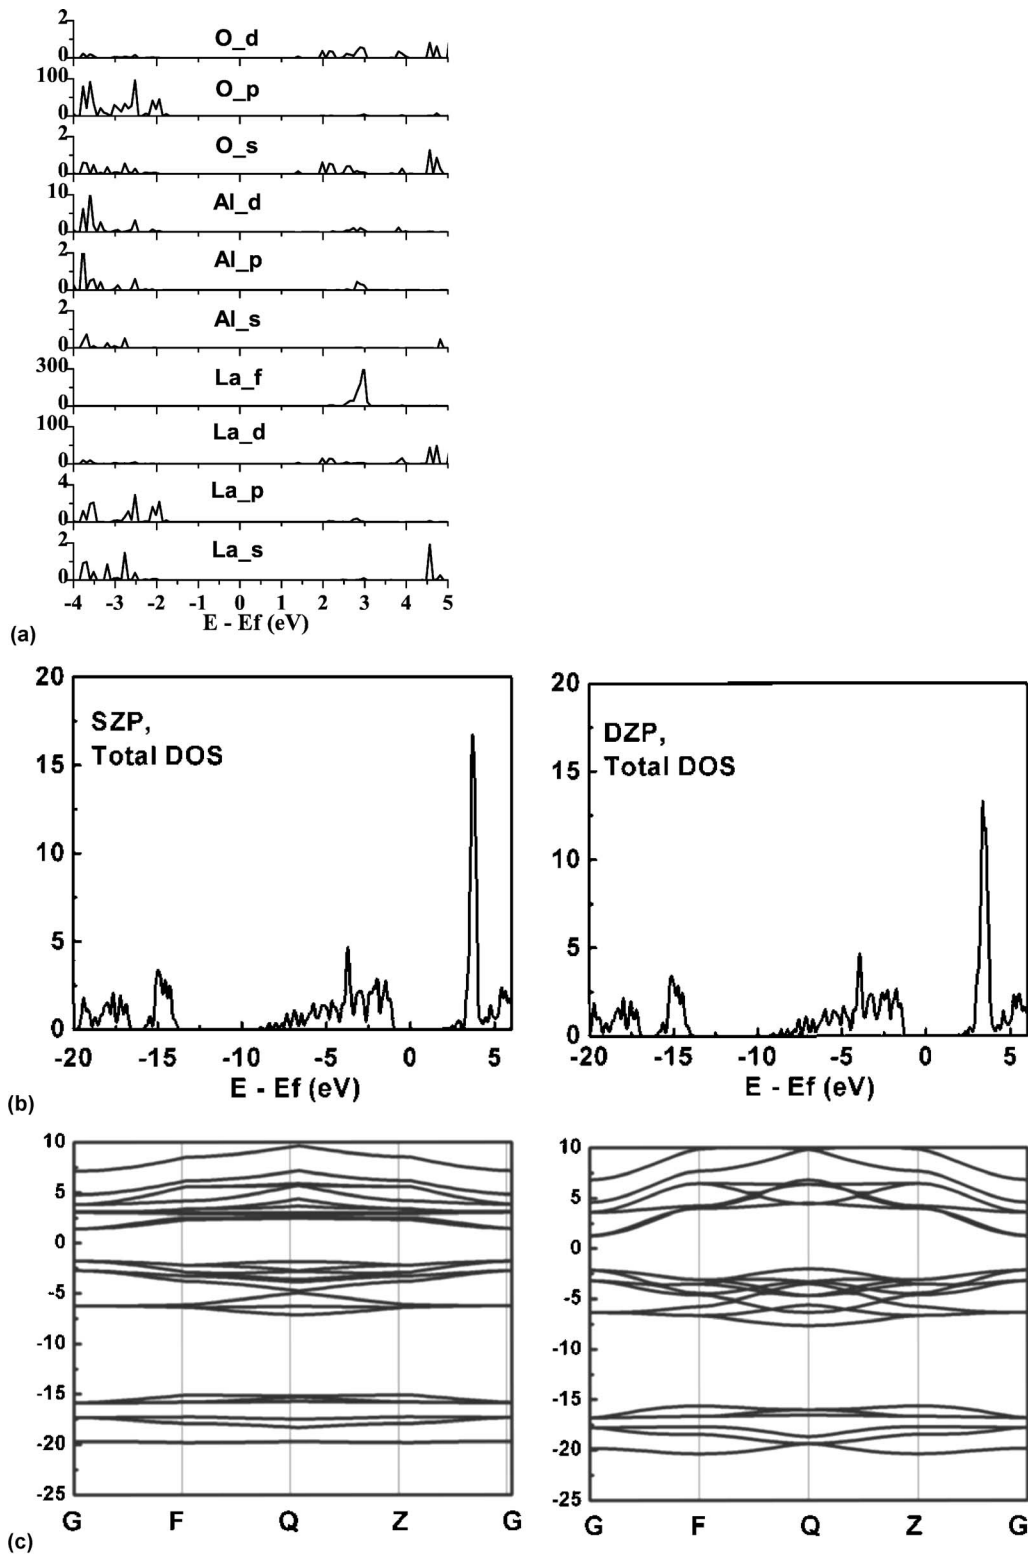 2
0
O_d
100
0
O_p
2
0
O_s
10
0
Al_d
2
0
Al_p
2
0
Al_s
300
0
La_f
100
0
La_d
4
0
La_p
2
0
La_s
-4 -3 -2 -1 0 1 2 3 4 5
E - Ef (eV)
(a)
20
15
10
5
0
SZP,
Total DOS
-20 -15 -10 -5 0 5
E - Ef (eV)
20
15
10
5
0
DZP,
Total DOS
-20 -15 -10 -5 0 5
E - Ef (eV)
(b)
10
5
0
-5
-10
-15
-20
-25
G F Q Z G
10
5
0
-5
-10
-15
-20
-25
G F Q Z G
(c)